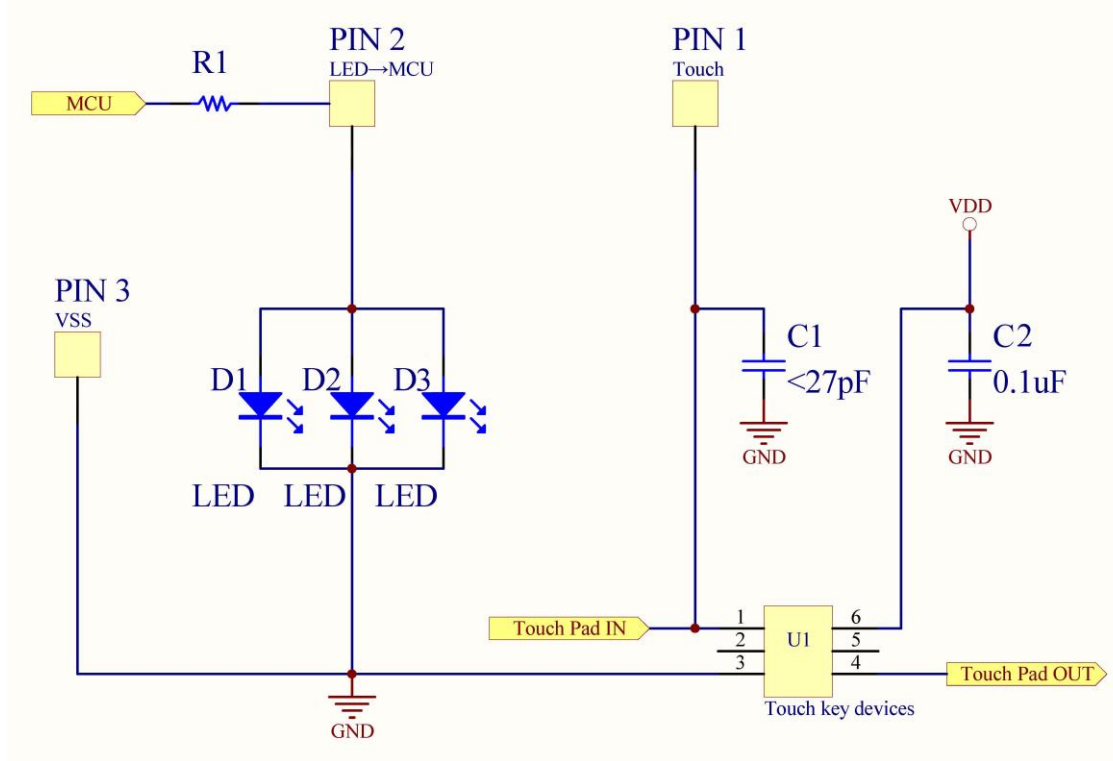 PIN 2
LED→MCU
R1
MCU
PIN 1
Touch
VDD
PIN 3
VSS
D1
D2
D3
LED
LED
LED
C1
<27pF
GND
C2
0.1uF
GND
Touch Pad IN
1
2
3
U1
6
5
4
Touch Pad OUT
Touch key devices
GND